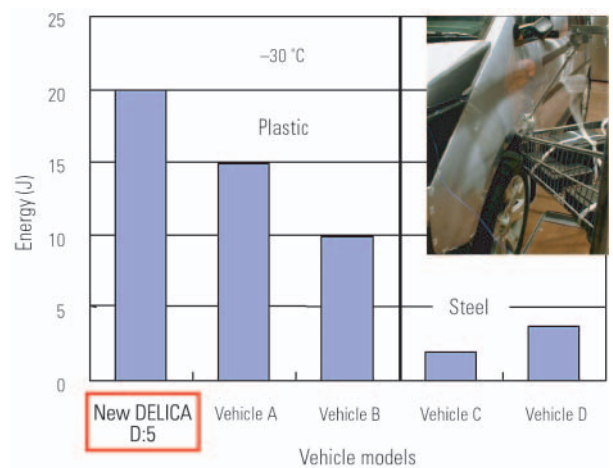 25
20
15
10
5
0
Energy (J)
–30 ˚C
Plastic
Steel
New DELICA
D:5
Vehicle A
Vehicle B
Vehicle C
Vehicle D
Vehicle models